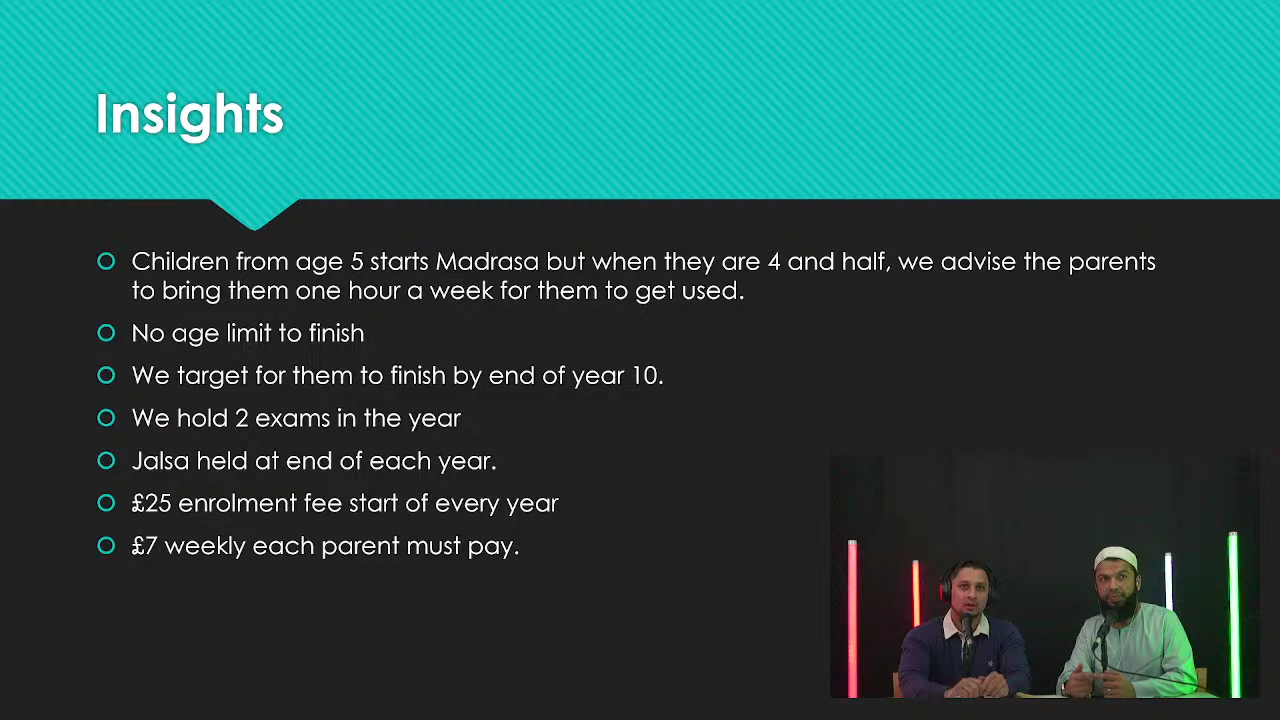 Insights
Children from age 5 starts Madrasa but when they are 4 and half, we advise the parents
to bring them one hour a week for them to get used.
No age limit to finish
We target for them to finish by end of year 10.
We hold 2 exams in the year
Jalsa held at end of each year.
£25 enrolment fee start of every year
£7 weekly each parent must pay.